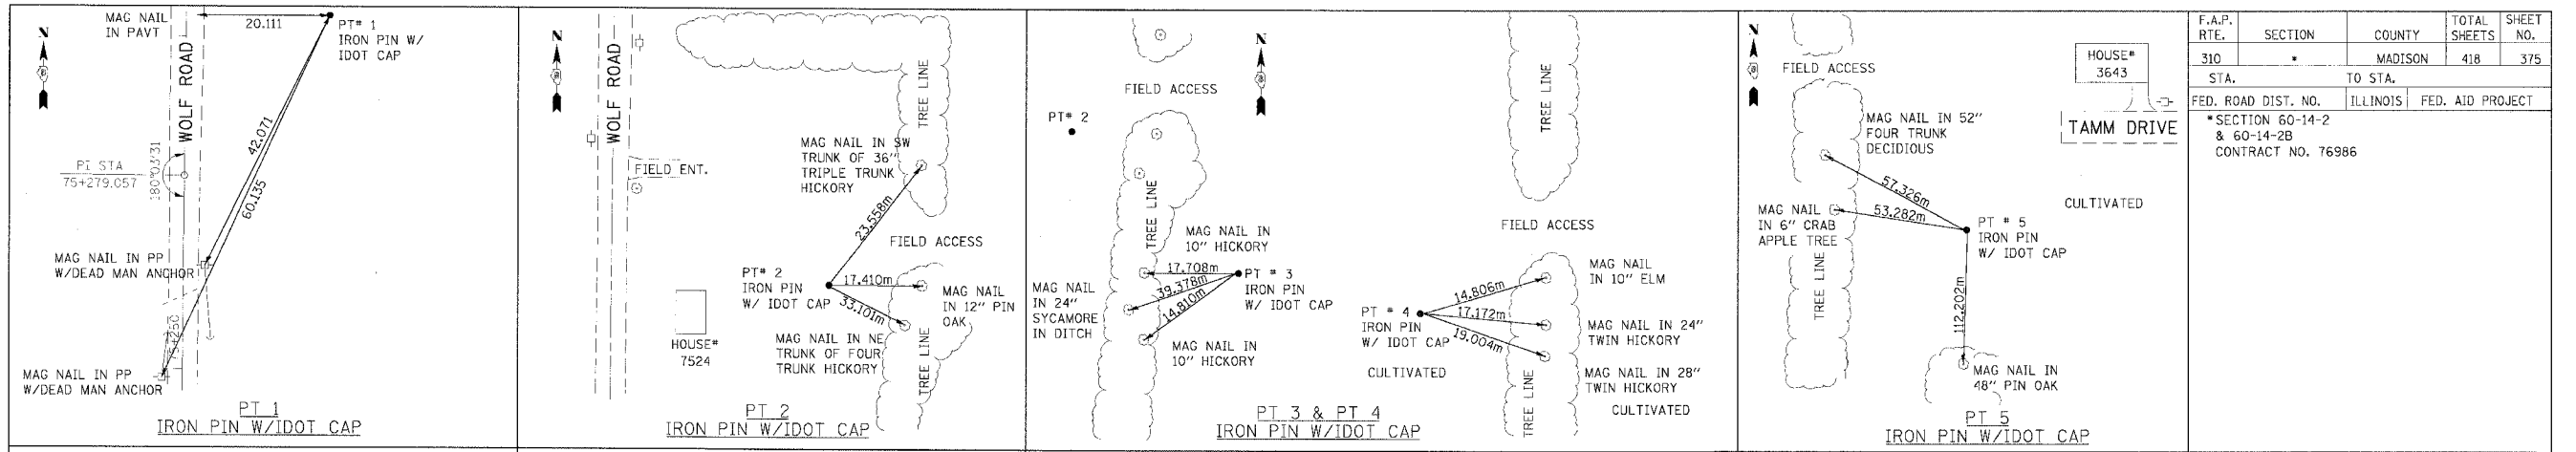 MAG NAIL
IN PAVT
20.111
PT# 1
IRON PIN W/
IDOT CAP
N
WOLF ROAD
42.071
60.135
PI STA
75+279.057
180°03'31
MAG NAIL IN PP
W/DEAD MAN ANCHOR
75+250
MAG NAIL IN PP
W/DEAD MAN ANCHOR
PT 1
IRON PIN W/IDOT CAP
N
WOLF ROAD
TREE LINE
MAG NAIL IN SW
TRUNK OF 36"
TRIPLE TRUNK
HICKORY
FIELD ENT.
23.558m
FIELD ACCESS
PT# 2
IRON PIN
W/ IDOT CAP
17.410m
33.101m
MAG NAIL
IN 12" PIN
OAK
HOUSE#
7524
MAG NAIL IN NE
TRUNK OF FOUR
TRUNK HICKORY
TREE LINE
PT 2
IRON PIN W/IDOT CAP
N
FIELD ACCESS
PT# 2
TREE LINE
TREE LINE
MAG NAIL IN
10" HICKORY
FIELD ACCESS
17.708m
39.378m
14.810m
PT # 3
IRON PIN
W/ IDOT CAP
MAG NAIL
IN 24"
SYCAMORE
IN DITCH
MAG NAIL IN
10" HICKORY
MAG NAIL
IN 10" ELM
14.806m
17.172m
19.004m
PT # 4
IRON PIN
W/ IDOT CAP
MAG NAIL IN 24"
TWIN HICKORY
CULTIVATED
MAG NAIL IN 28"
TWIN HICKORY
TREE LINE
CULTIVATED
PT 3 & PT 4
IRON PIN W/IDOT CAP
N
FIELD ACCESS
HOUSE#
3643
MAG NAIL IN 52"
FOUR TRUNK
DECIDIOUS
TAMM DRIVE
57.326m
53.282m
CULTIVATED
MAG NAIL
IN 6" CRAB
APPLE TREE
PT # 5
IRON PIN
W/ IDOT CAP
TREE LINE
112.202m
MAG NAIL IN
48" PIN OAK
PT 5
IRON PIN W/IDOT CAP
F.A.P. RTE. SECTION COUNTY TOTAL SHEETS SHEET NO.
310 * MADISON 418 375
STA. TO STA.
FED. ROAD DIST. NO. ILLINOIS FED. AID PROJECT
*SECTION 60-14-2
& 60-14-2B
CONTRACT NO. 76986